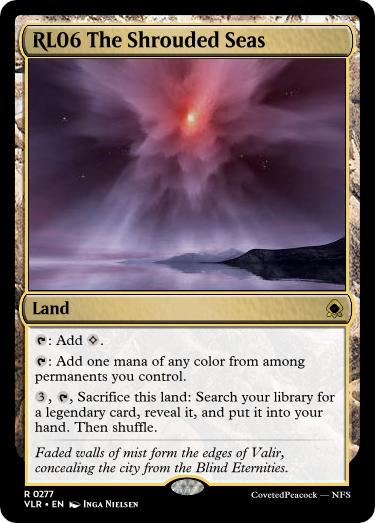 RL06 The Shrouded Seas
Land
: Add .
: Add one mana of any color from among
permanents you control.
3, , Sacrifice this land: Search your library for
a legendary card, reveal it, and put it into your
hand. Then shuffle.
Faded walls of mist form the edges of Valir,
concealing the city from the Blind Eternities.
R 0277
VLR • EN Inga Nielsen
CovetedPeacock — NFS